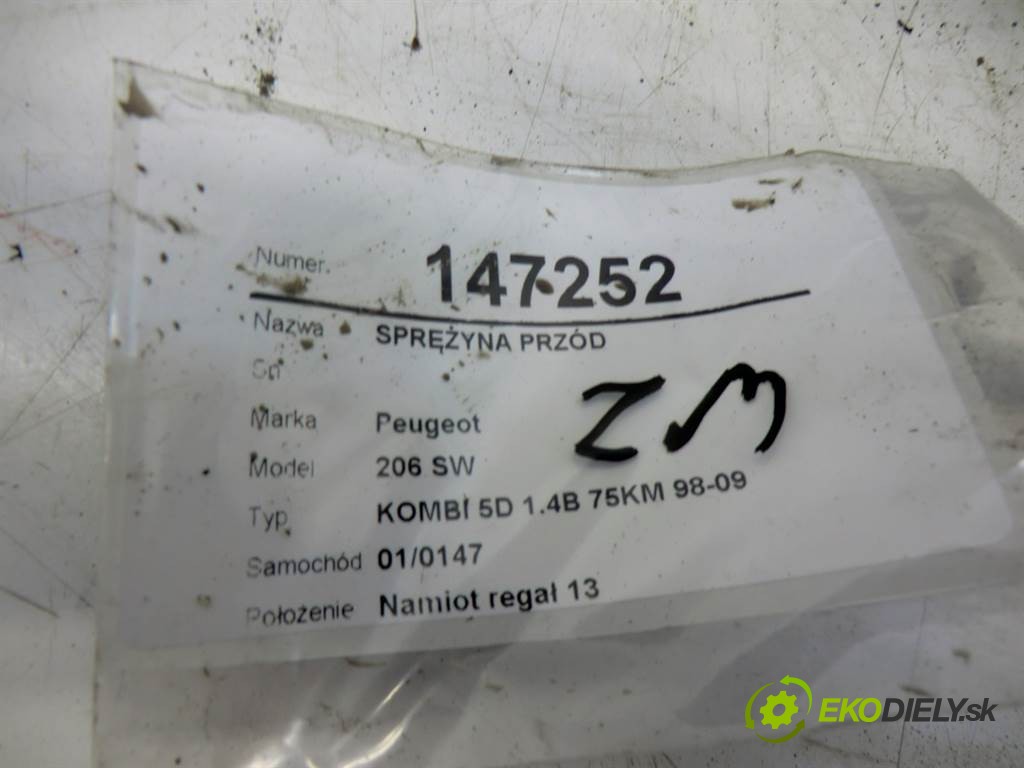 Numer. 147252
Nazwa SPRĘŻYNA PRZÓD
Marka Peugeot
Model 206 SW
Typ KOMBI 5D 1.4B 75KM 98-09
Samochód 01/0147
Położenie Namiot regał 13
EKODIELY.sk